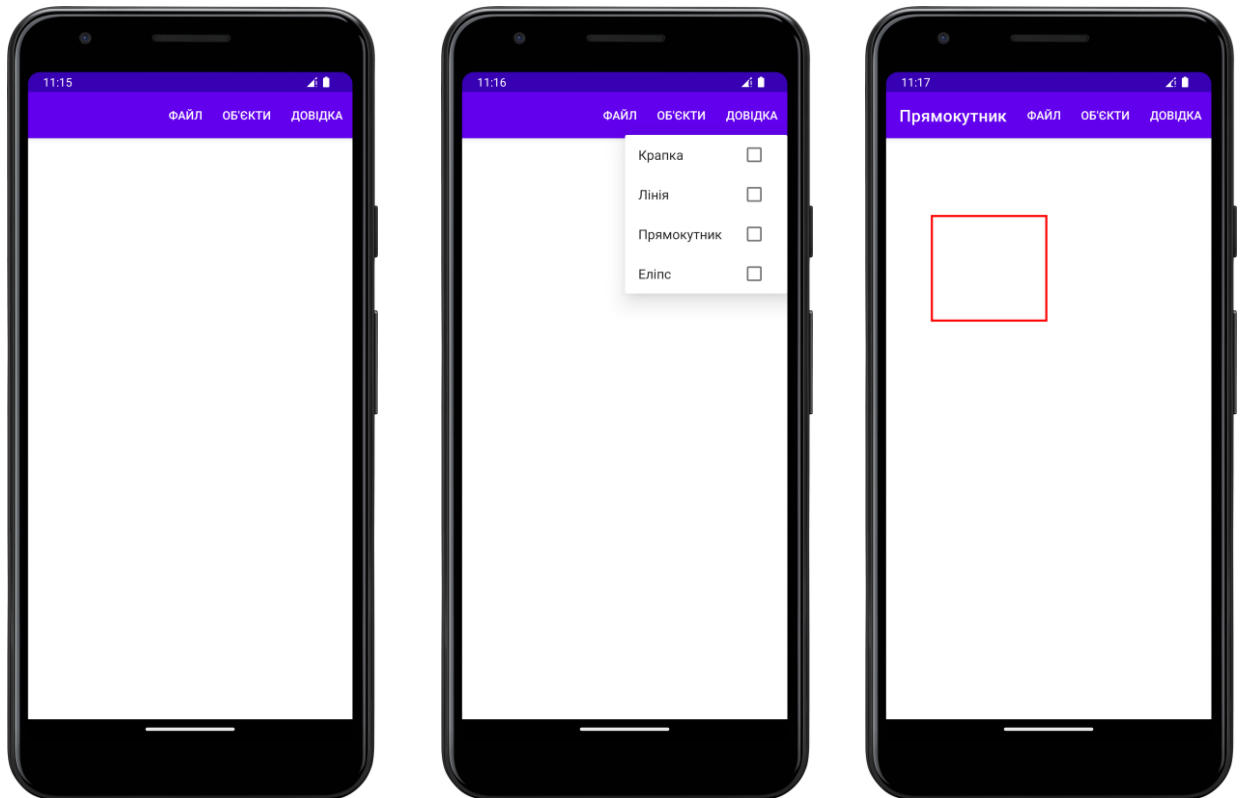 11:15
ФАЙЛ ОБ'ЄКТИ ДОВІДКА
11:16
ФАЙЛ ОБ'ЄКТИ ДОВІДКА
Крапка
Лінія
Прямокутник
Еліпс
11:17
Прямокутник ФАЙЛ ОБ'ЄКТИ ДОВІДКА